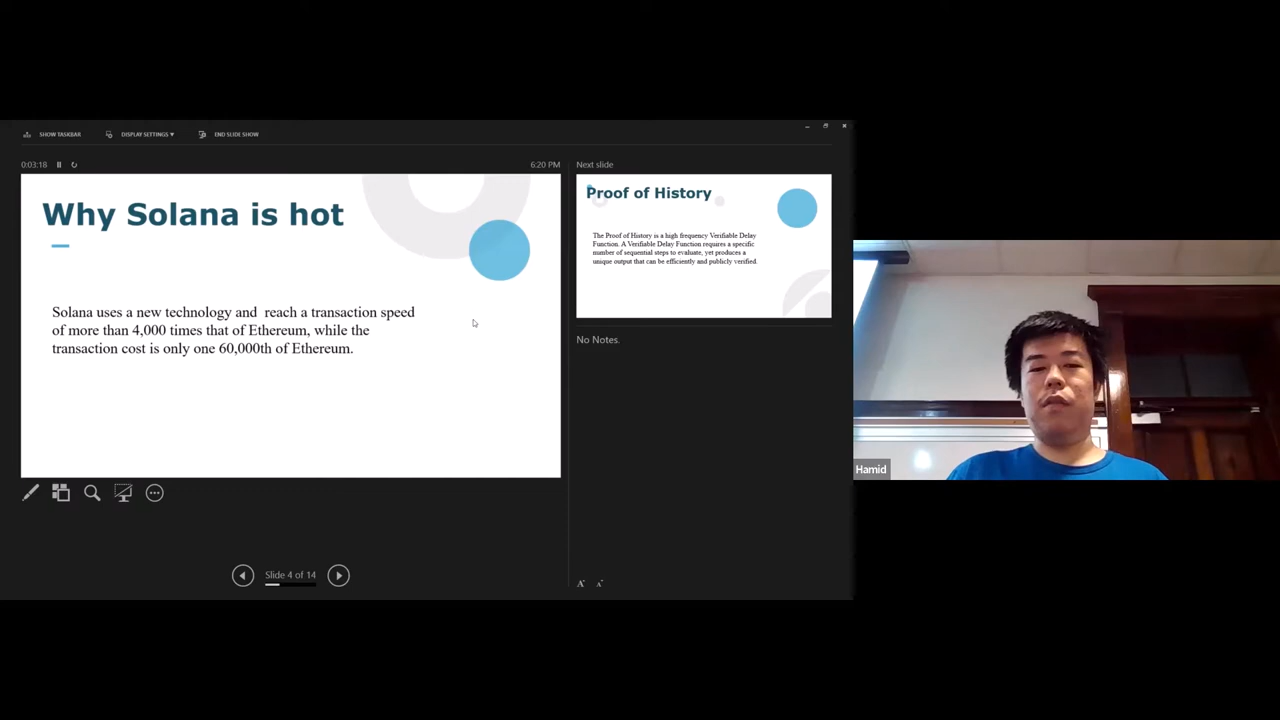 SHOW TASKBAR
DISPLAY SETTINGS ▾
END SLIDE SHOW
0:03:18
6:20 PM
Why Solana is hot
Solana uses a new technology and  reach a transaction speed
of more than 4,000 times that of Ethereum, while the
transaction cost is only one 60,000th of Ethereum.
Slide 4 of 14
Next slide
Proof of History
The Proof of History is a high frequency Verifiable Delay
Function. A Verifiable Delay Function requires a specific
number of sequential steps to evaluate, yet produces a
unique output that can be efficiently and publicly verified.
No Notes.
A A
Hamid